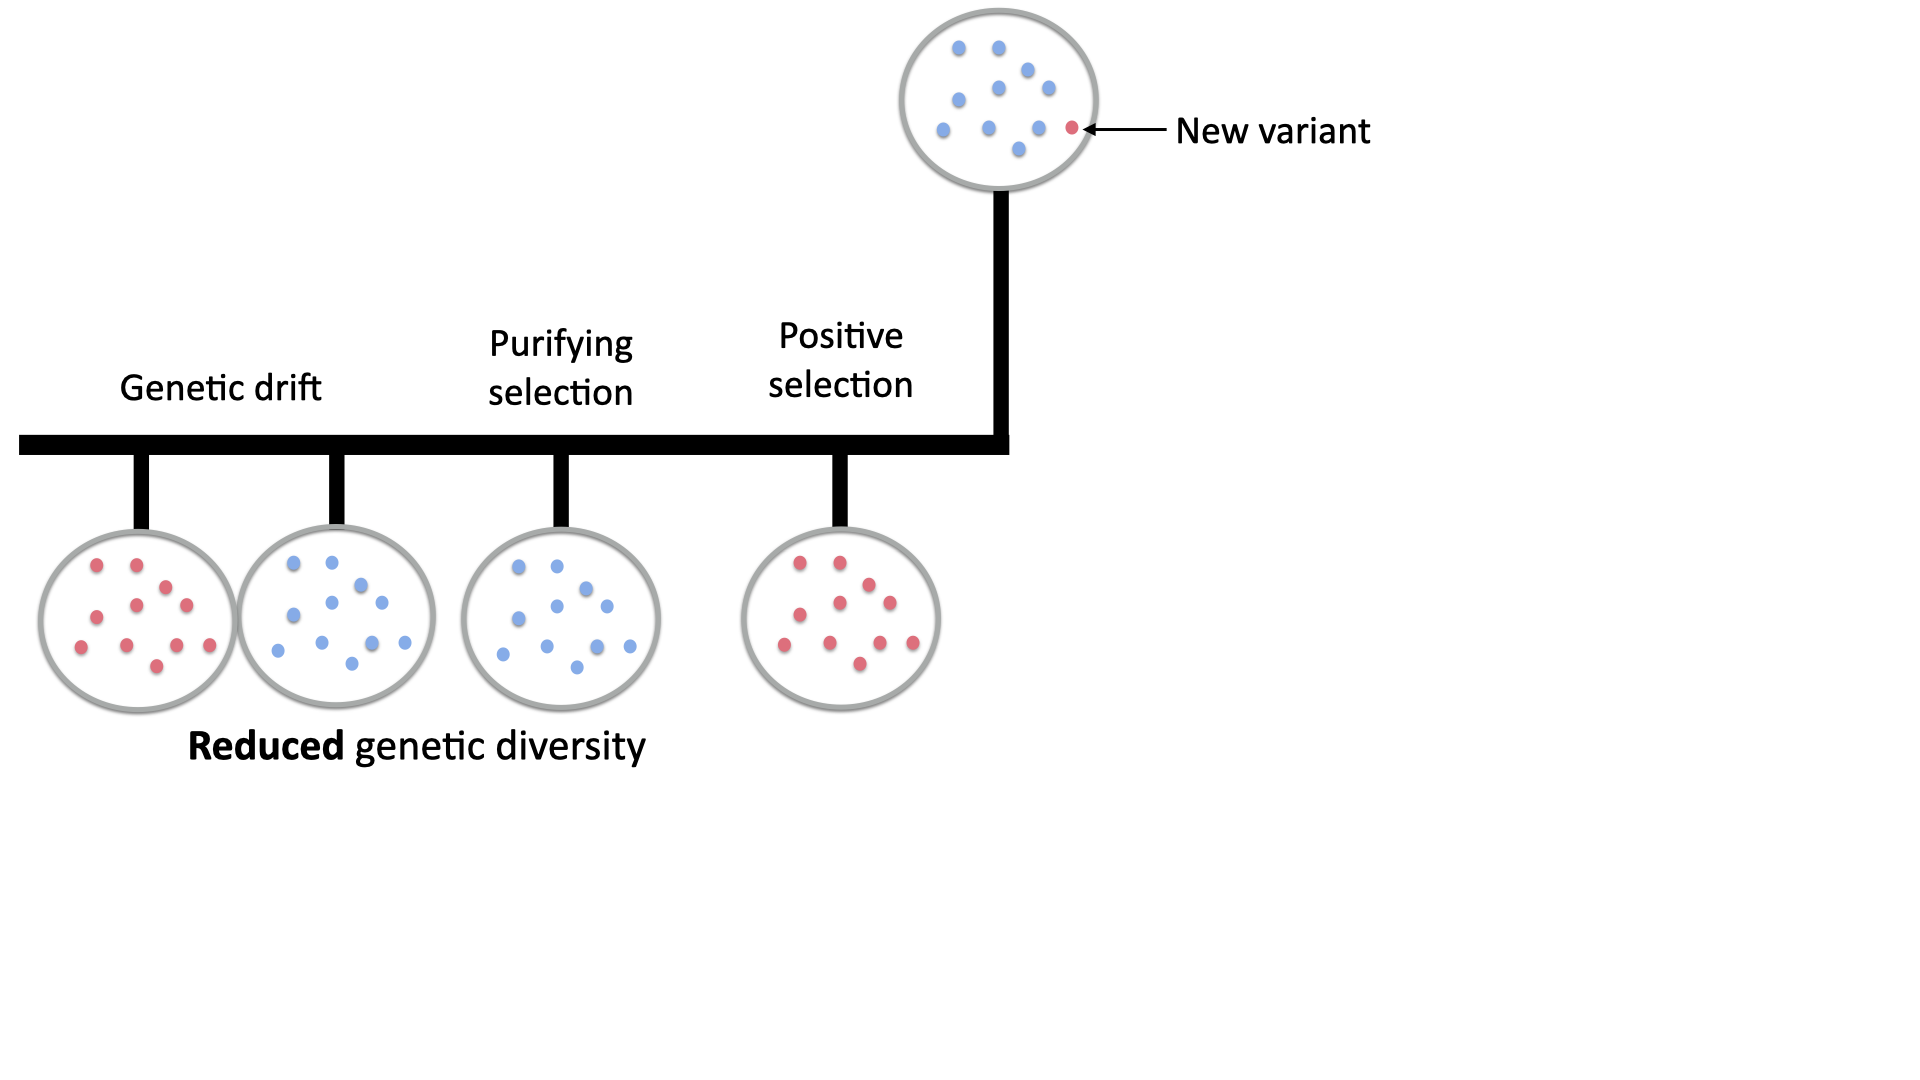 New variant
Genetic drift
Purifying
selection
Positive
selection
Reduced genetic diversity